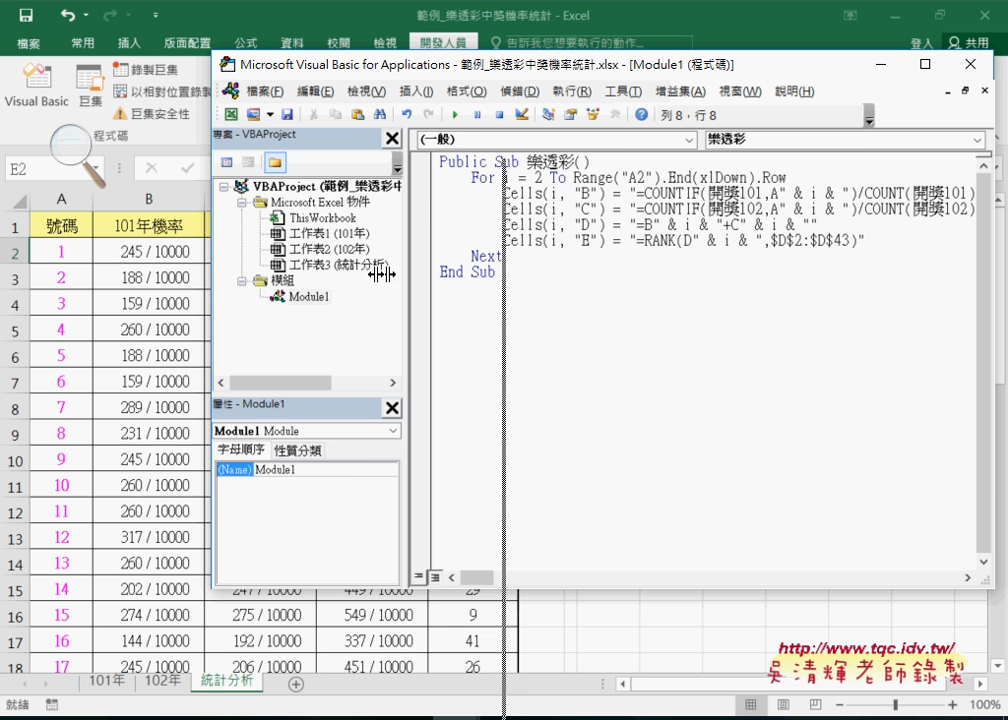 範例_樂透彩中獎機率統計 - Excel
檔案 常用 插入 版面配置 公式 資料 校閱 檢視 開發人員 告訴我您想要執行的動作... 登入 共用
Visual Basic 巨集 錄製巨集
以相對位置錄製
巨集安全性
程式碼
E2
A B
1 號碼 101年機率
2 1 245 / 10000
3 2 188 / 10000
4 3 159 / 10000
5 4 260 / 10000
6 5 188 / 10000
7 6 159 / 10000
8 7 289 / 10000
9 8 231 / 10000
10 9 245 / 10000
11 10 260 / 10000
12 11 260 / 10000
13 12 317 / 10000
14 13 260 / 10000
15 14 202 / 10000 247 / 10000 449 / 10000 29
16 15 274 / 10000 275 / 10000 549 / 10000 9
17 16 144 / 10000 192 / 10000 337 / 10000 41
18 17 245 / 10000 206 / 10000 451 / 10000 26
101年 102年 統計分析
就緒 100%
Microsoft Visual Basic for Applications - 範例_樂透彩中獎機率統計.xlsx - [Module1 (程式碼)]
檔案(F) 編輯(E) 檢視(V) 插入(I) 格式(O) 偵錯(D) 執行(R) 工具(T) 增益集(A) 視窗(W) 說明(H)
列 8，行 8
專案 - VBAProject
VBAProject (範例_樂透彩中
Microsoft Excel 物件
ThisWorkbook
工作表1 (101年)
工作表2 (102年)
工作表3 (統計分析)
模組
Module1
屬性 - Module1
Module1 Module
字母順序 性質分類
(Name) Module1
(一般) 樂透彩
Public Sub 樂透彩()
For = 2 To Range("A2").End(xlDown).Row
Cells(i, "B") = "=COUNTIF(開獎101,A" & i & ")/COUNT(開獎101)
Cells(i, "C") = "=COUNTIF(開獎102,A" & i & ")/COUNT(開獎102)
Cells(i, "D") = "=B" & i & "+C" & i & ""
Cells(i, "E") = "=RANK(D" & i & ",$D$2:$D$43)"
Next
End Sub
http://www.tqc.idv.tw/
吳清輝老師錄製